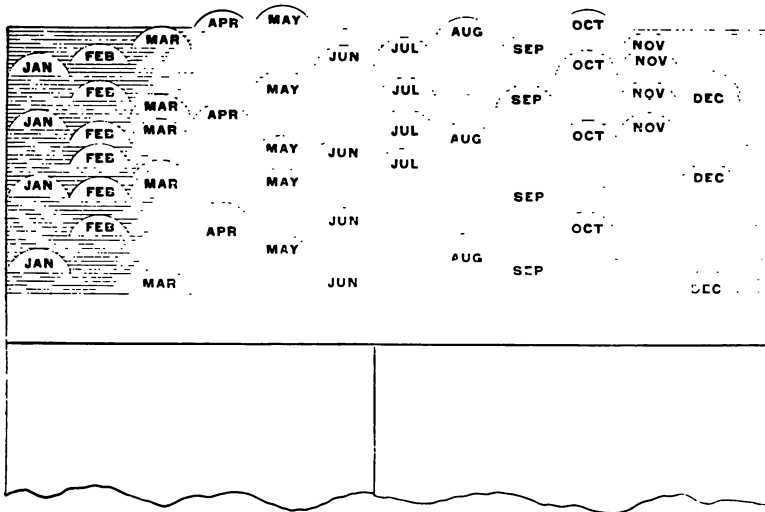 APR MAY AUG OCT
MAR JUL SEP NOV
JAN FEB JUN OCT NOV
FEB MAR MAY JUL SEP NOV DEC
JAN APR
FEB MAR JUL AUG OCT NOV
FEB MAY JUN JUL
JAN FEB MAR MAY SEP DEC
FEB APR JUN OCT
JAN MAY AUG SEP
MAR JUN DEC